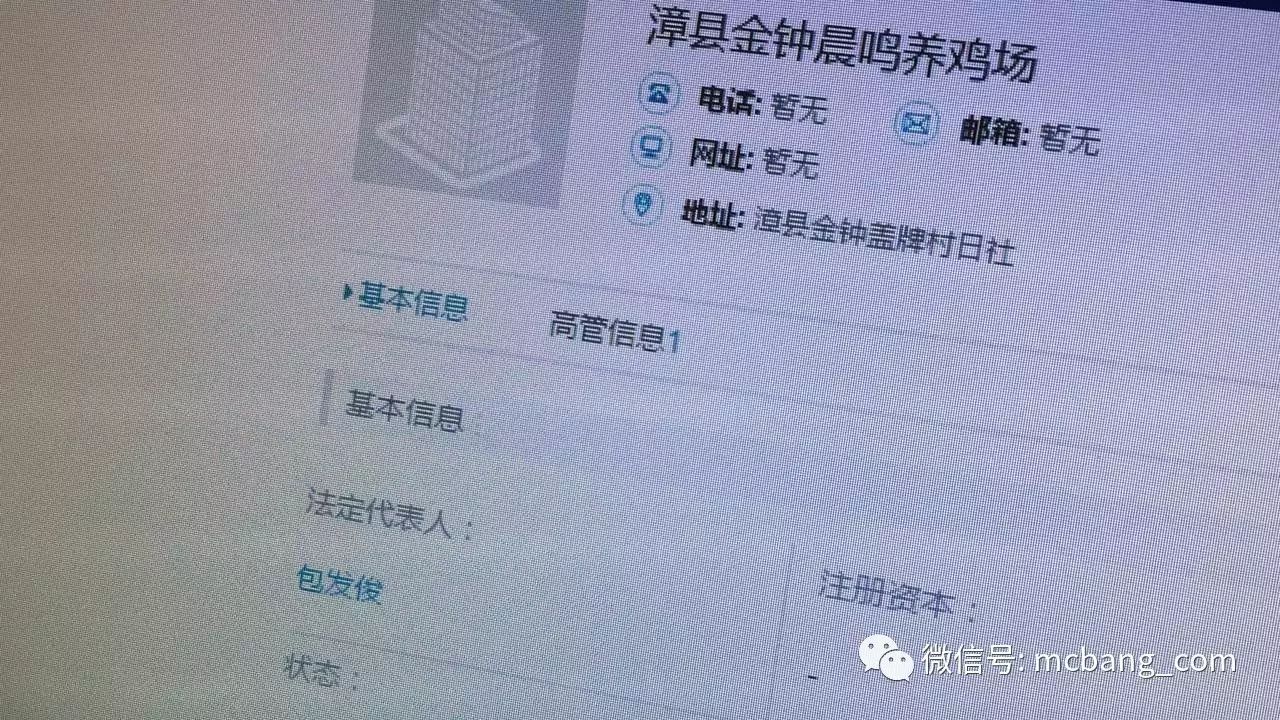 漳县金钟晨鸣养鸡场
电话: 暂无 邮箱: 暂无
网址: 暂无
地址: 漳县金钟盖牌村日社
基本信息 高管信息1
基本信息
法定代表人：
包发俊
注册资本：
状态：
-
微信号: mcbang_com